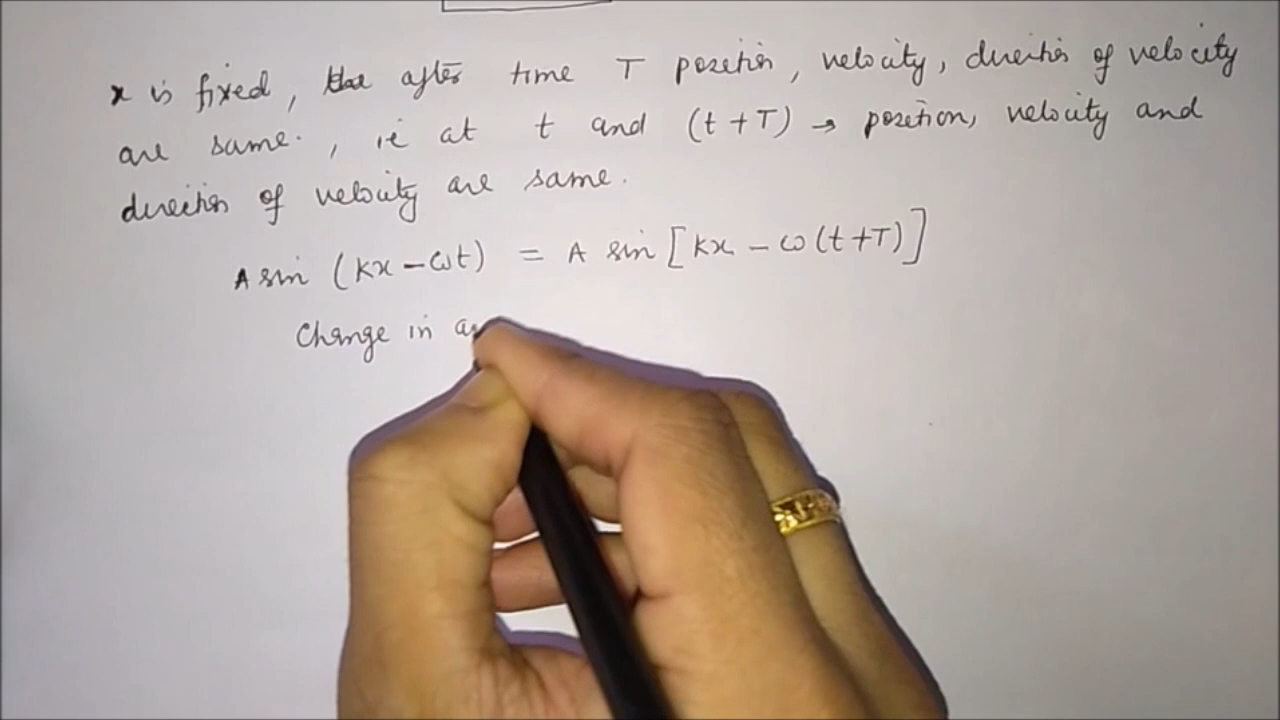 x is fixed, the after time T position, velocity, direction of velocity
are same., ie at t and (t+T) → position, velocity and
direction of velocity are same.
A sin (kx - ωt) = A sin [kx - ω(t+T)]
Change in